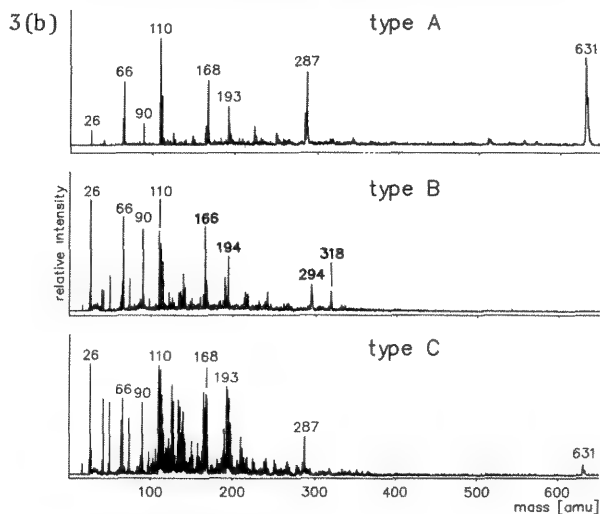 3(b)
type A
26 66 90 110 168 193 287 631
type B
26 66 90 110 166 194 294 318
relative intensity
type C
26 66 90 110 168 193 287 631
100 200 300 400 500 600
mass [amu]